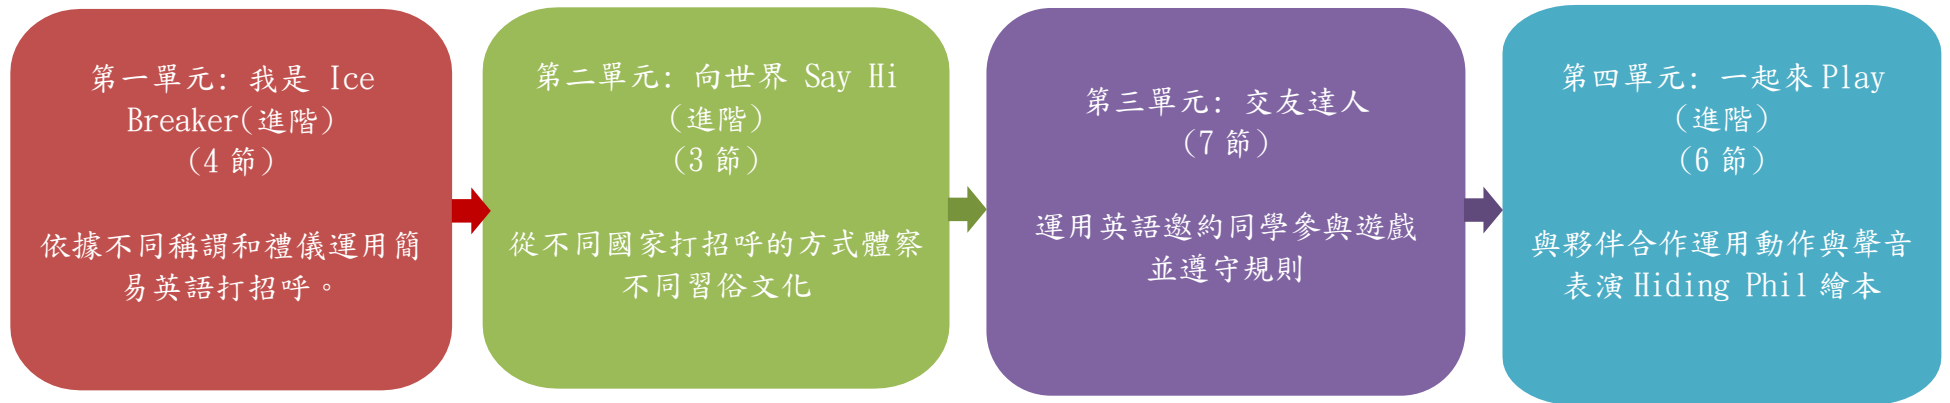 第一單元: 我是 Ice
Breaker(進階)
(4 節)
依據不同稱謂和禮儀運用簡
易英語打招呼。
第二單元: 向世界 Say Hi
(進階)
(3 節)
從不同國家打招呼的方式體察
不同習俗文化
第三單元: 交友達人
(7 節)
運用英語邀約同學參與遊戲
並遵守規則
第四單元: 一起來 Play
(進階)
(6 節)
與夥伴合作運用動作與聲音
表演 Hiding Phil 繪本